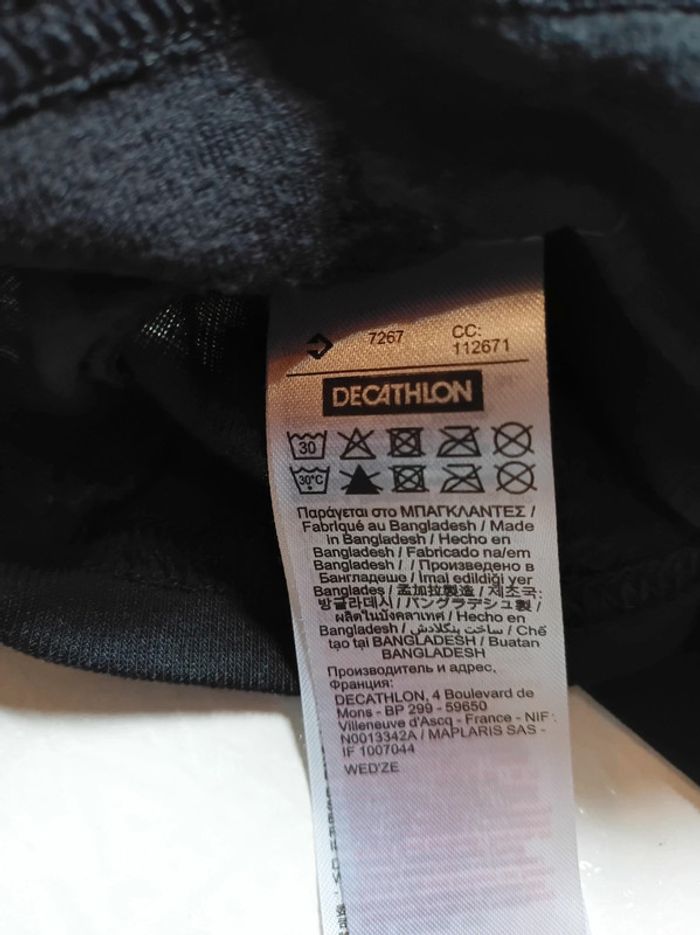 7267 CC:
112671
DECATHLON
30
30°C
Παράγεται στο ΜΠΑΓΚΛΑΝΤΕΣ /
Fabriqué au Bangladesh / Made
in Bangladesh / Hecho en
Bangladesh / Fabricado na/em
Bangladesh / / Произведено в
Бангладеше / İmal edildiği yer
Bangladeş / 孟加拉製造 / 제조국:
방글라데시 / バングラデシュ製 /
ผลิตในบังคลาเทศ / Hecho en
Bangladesh / ساخت بنگلادش / Chế
tạo tại BANGLADESH / Buatan
BANGLADESH
Производитель и адрес,
Франция:
DECATHLON, 4 Boulevard de
Mons - BP 299 - 59650
Villeneuve d'Ascq - France - NIF:
N0013342A / MAPLARIS SAS -
IF 1007044
WED'ZE